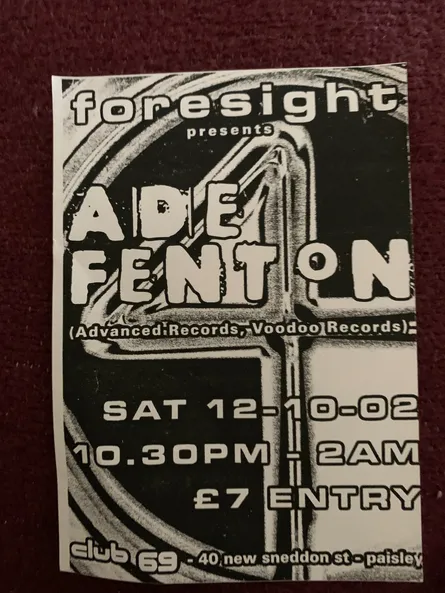 foresight
presents
ADE
FENTON
(Advanced Records, Voodoo Records)
SAT 12-10-02
10.30PM - 2AM
£7 ENTRY
club 69 - 40 new sneddon st - paisley